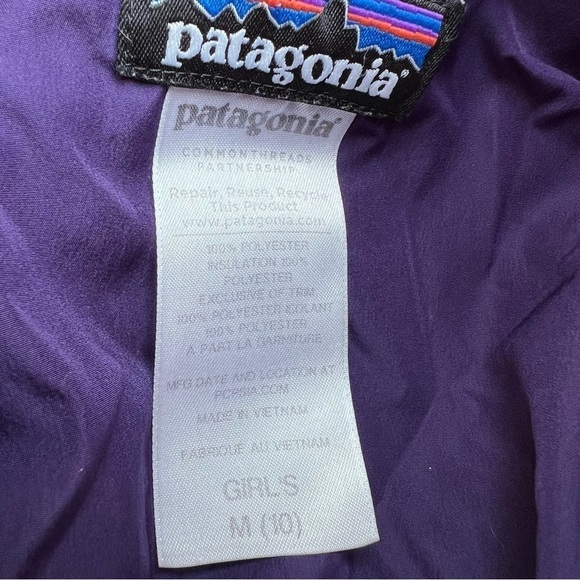 patagonia®
patagonia®
COMMONTHREADS
PARTNERSHIP
Repair, Reuse, Recycle
This Product
www.patagonia.com
100% POLYESTER
INSULATION 100%
POLYESTER
EXCLUSIVE OF TRIM
100% POLYESTER ISOLANT
100% POLYESTER
A PART LA GARNITURE
MFG DATE AND LOCATION AT
PCPSIA.COM
MADE IN VIETNAM
FABRIQUE AU VIETNAM
GIRL'S
M (10)